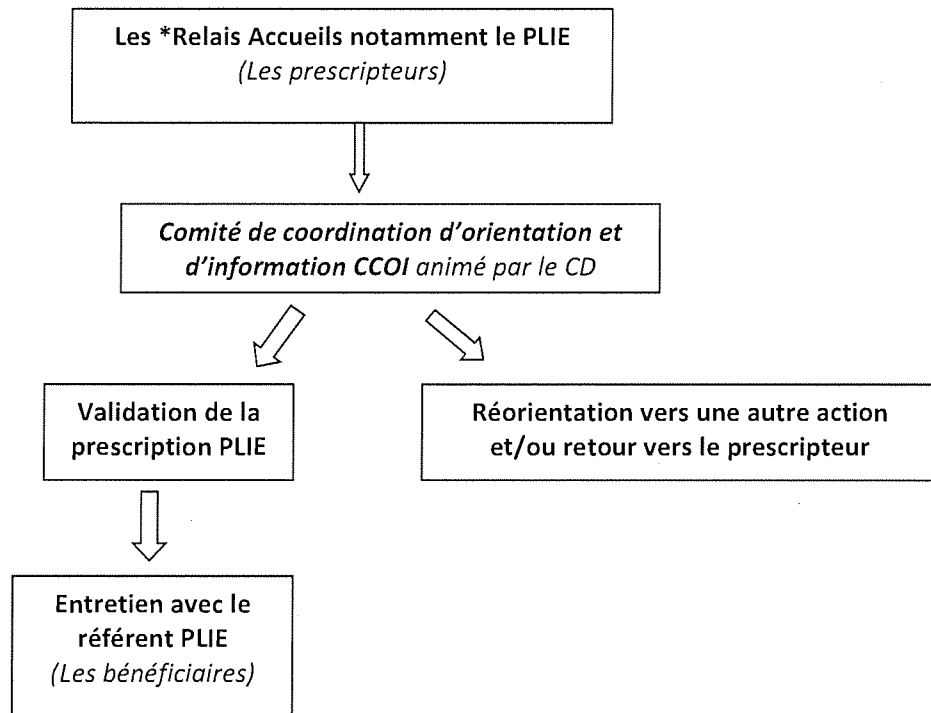 Les *Relais Accueils notamment le PLIE
(Les prescripteurs)
Comité de coordination d'orientation et
d'information CCOI animé par le CD
Validation de la
prescription PLIE
Réorientation vers une autre action
et/ou retour vers le prescripteur
Entretien avec le
référent PLIE
(Les bénéficiaires)